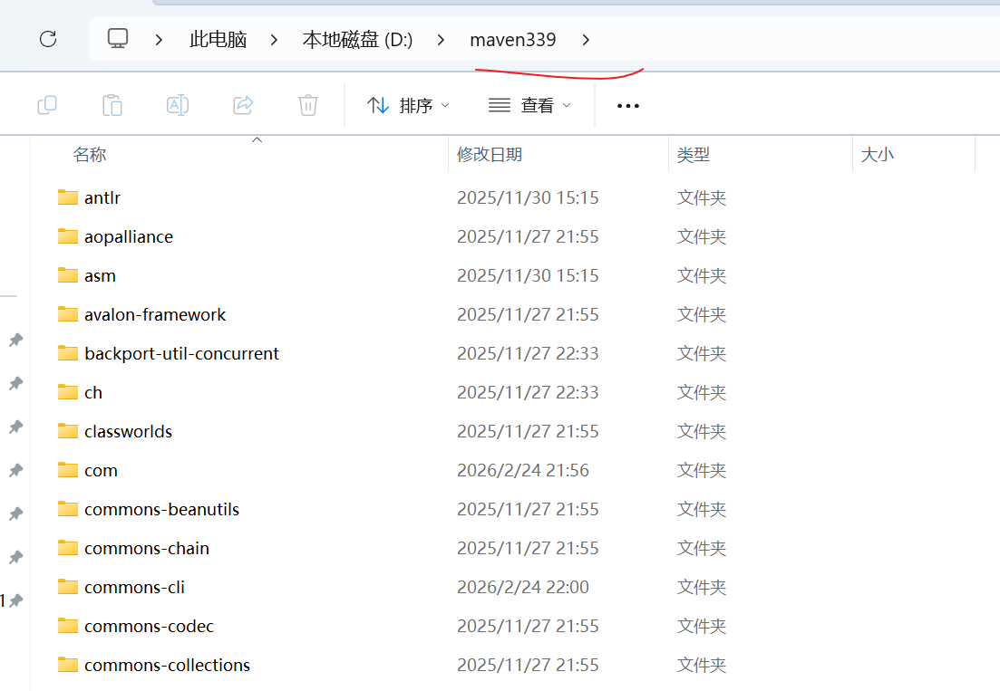 此电脑 本地磁盘 (D:) maven339
排序 查看
名称 修改日期 类型 大小
antlr 2025/11/30 15:15 文件夹
aopalliance 2025/11/27 21:55 文件夹
asm 2025/11/30 15:15 文件夹
avalon-framework 2025/11/27 21:55 文件夹
backport-util-concurrent 2025/11/27 22:33 文件夹
ch 2025/11/27 22:33 文件夹
classworlds 2025/11/27 21:55 文件夹
com 2026/2/24 21:56 文件夹
commons-beanutils 2025/11/27 21:55 文件夹
commons-chain 2025/11/27 21:55 文件夹
commons-cli 2026/2/24 22:00 文件夹
1
commons-codec 2025/11/27 21:55 文件夹
commons-collections 2025/11/27 21:55 文件夹